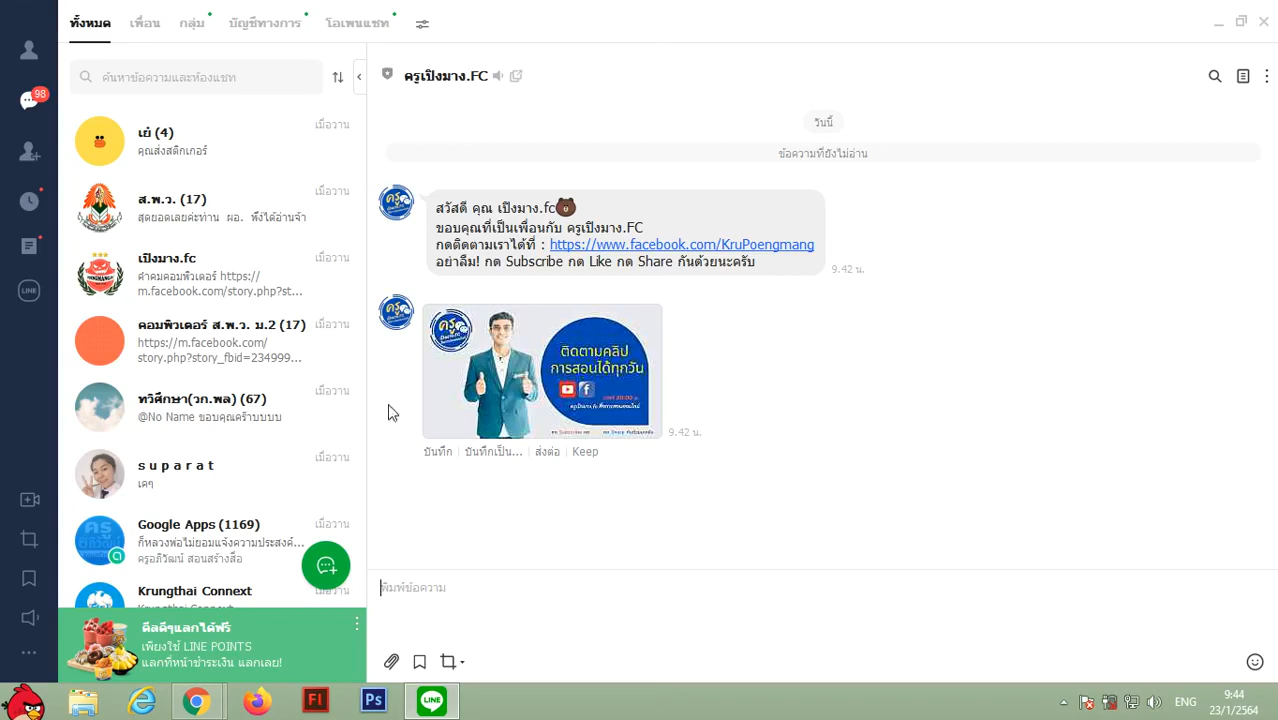 ทั้งหมด เพื่อน กลุ่ม บัญชีทางการ โอเพนแชท
ค้นหาข้อความและห้องแชท
เย๋ (4) เมื่อวาน
คุณส่งสติกเกอร์
ส.พ.ว. (17) เมื่อวาน
สุดยอดเลยค่ะท่าน ผอ. พึ่งได้อ่านจ้า
เปิงมาง.fc เมื่อวาน
คำคมคอมพิวเตอร์ https://
m.facebook.com/story.php?st...
คอมพิวเตอร์ ส.พ.ว. ม.2 (17) เมื่อวาน
https://m.facebook.com/
story.php?story_fbid=234999...
ทวิศึกษา(วก.พล) (67) เมื่อวาน
@No Name ขอบคุณคร้าบบบบ
s u p a r a t เมื่อวาน
เคๆ
Google Apps (1169) เมื่อวาน
ก็หลวงพ่อไม่ยอมแจ้งความประสงค์...
ครูอภิวัฒน์ สอนสร้างสื่อ
Krungthai Connext เมื่อวาน
Krungthai Connext
ดีลดีๆแลกได้ฟรี
เพียงใช้ LINE POINTS
แลกที่หน้าชำระเงิน แลกเลย!
98
LINE
ครูเปิงมาง.FC
วันนี้
ข้อความที่ยังไม่อ่าน
สวัสดี คุณ เปิงมาง.fc
ขอบคุณที่เป็นเพื่อนกับ ครูเปิงมาง.FC
กดติดตามเราได้ที่ : https://www.facebook.com/KruPoengmang
อย่าลืม! กด Subscribe กด Like กด Share กันด้วยนะครับ
9.42 น.
ครู
ติดตามคลิป
การสอนได้ทุกวัน
9.42 น.
บันทึก บันทึกเป็น... ส่งต่อ Keep
พิมพ์ข้อความ
Fl Ps LINE
ENG
9:44
23/1/2564